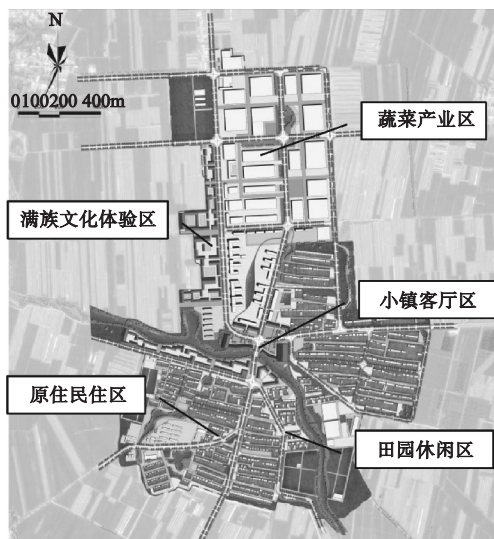 N
0100200 400m
蔬菜产业区
满族文化体验区
小镇客厅区
原住民住区
田园休闲区